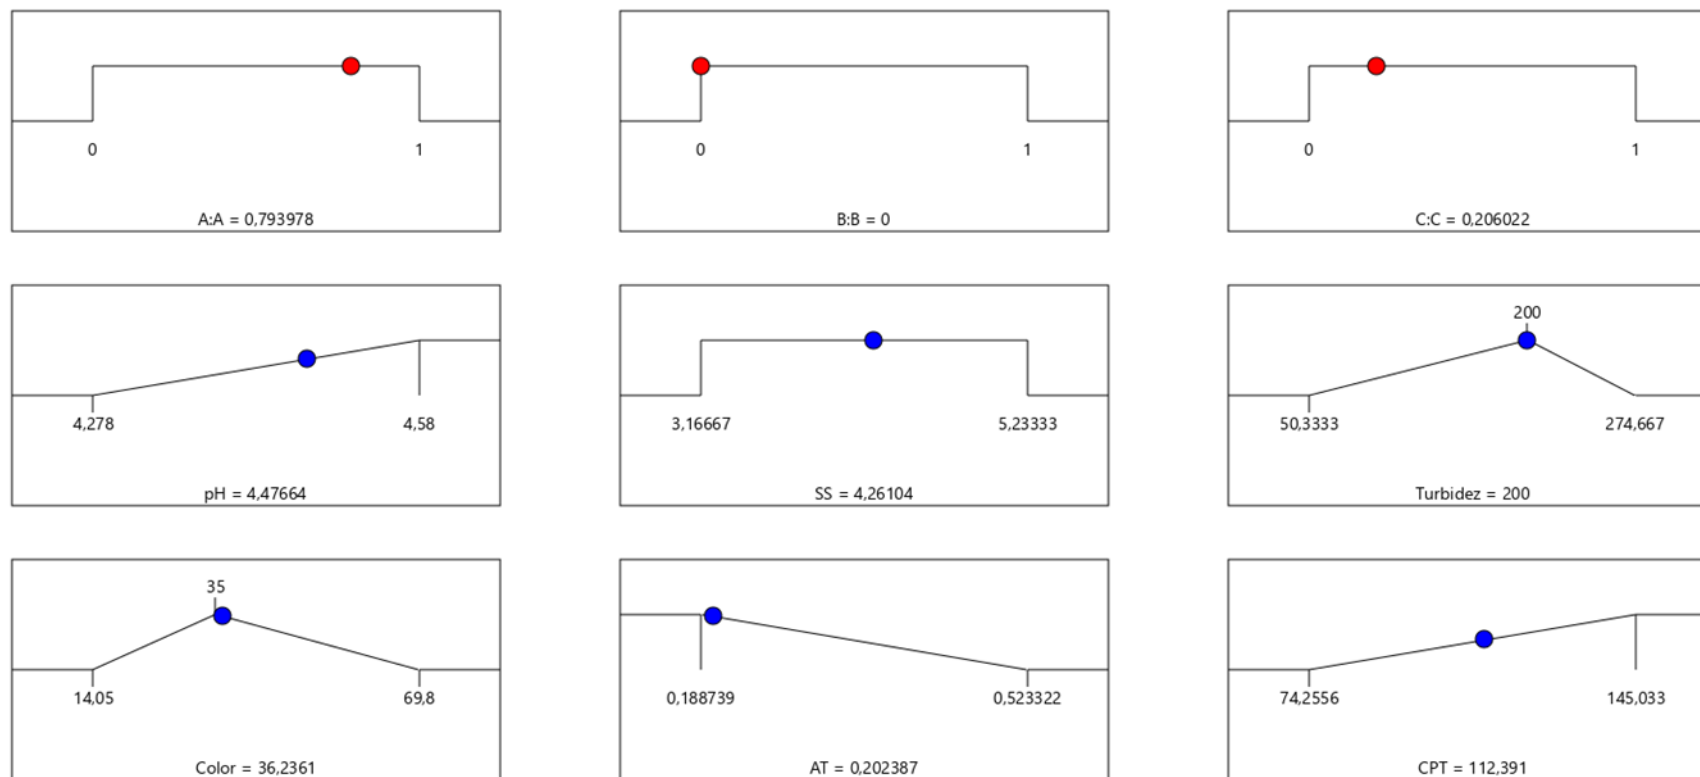 0 1
A:A = 0,793978
0 1
B:B = 0
0 1
C:C = 0,206022
4,278 4,58
pH = 4,47664
3,16667 5,23333
SS = 4,26104
200
50,3333 274,667
Turbidez = 200
35
14,05 69,8
Color = 36,2361
0,188739 0,523322
AT = 0,202387
74,2556 145,033
CPT = 112,391